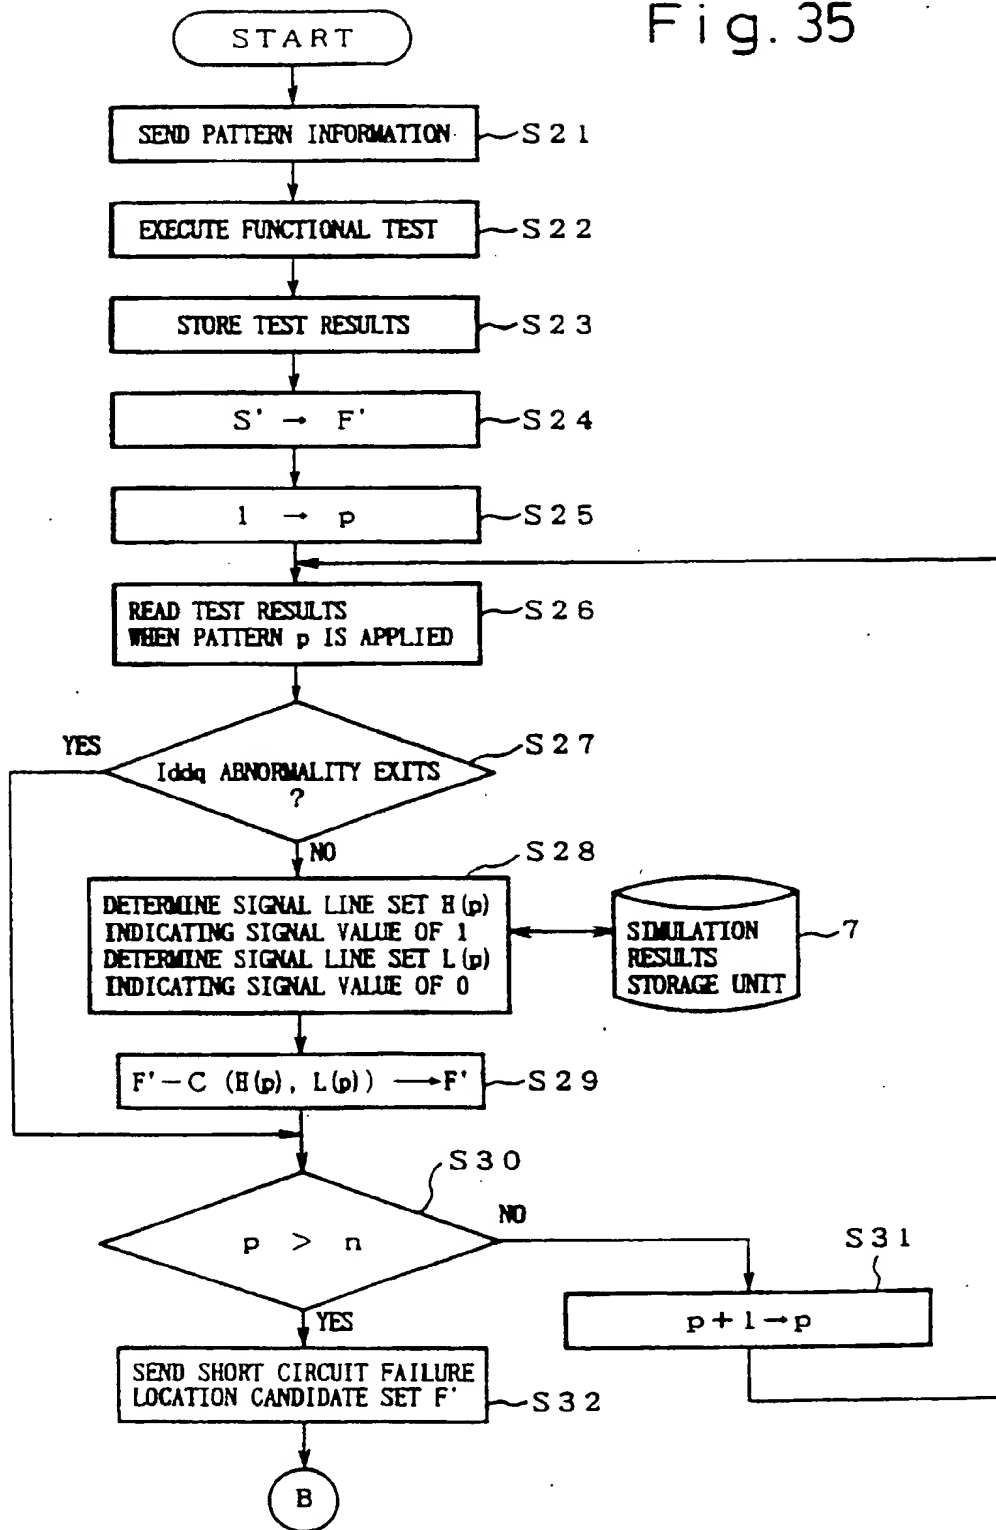 Fig. 35
START
SEND PATTERN INFORMATION
S21
EXECUTE FUNCTIONAL TEST
S22
STORE TEST RESULTS
S23
S' → F'
S24
1 → p
S25
READ TEST RESULTS
WHEN PATTERN p IS APPLIED
S26
S27
YES
Iddq ABNORMALITY EXITS
?
NO
S28
DETERMINE SIGNAL LINE SET H(p)
INDICATING SIGNAL VALUE OF 1
DETERMINE SIGNAL LINE SET L(p)
INDICATING SIGNAL VALUE OF 0
SIMULATION
RESULTS
STORAGE UNIT
7
F'-C (H(p), L(p)) → F'
S29
S30
p > n
NO
S31
p+1→p
YES
SEND SHORT CIRCUIT FAILURE
LOCATION CANDIDATE SET F'
S32
B